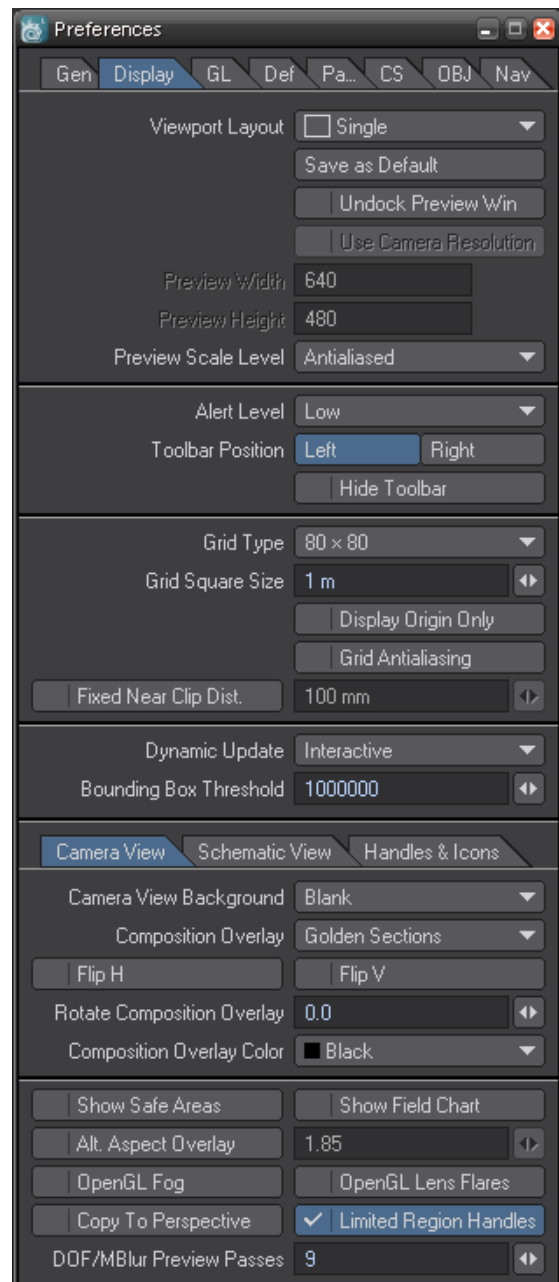 Preferences
Gen Display GL Def Pa... CS OBJ Nav
Viewport Layout Single
Save as Default
Undock Preview Win
Use Camera Resolution
Preview Width 640
Preview Height 480
Preview Scale Level Antialiased
Alert Level Low
Toolbar Position Left Right
Hide Toolbar
Grid Type 80 × 80
Grid Square Size 1 m
Display Origin Only
Grid Antialiasing
Fixed Near Clip Dist. 100 mm
Dynamic Update Interactive
Bounding Box Threshold 1000000
Camera View Schematic View Handles & Icons
Camera View Background Blank
Composition Overlay Golden Sections
Flip H Flip V
Rotate Composition Overlay 0.0
Composition Overlay Color Black
Show Safe Areas Show Field Chart
Alt. Aspect Overlay 1.85
OpenGL Fog OpenGL Lens Flares
Copy To Perspective Limited Region Handles
DOF/MBlur Preview Passes 9